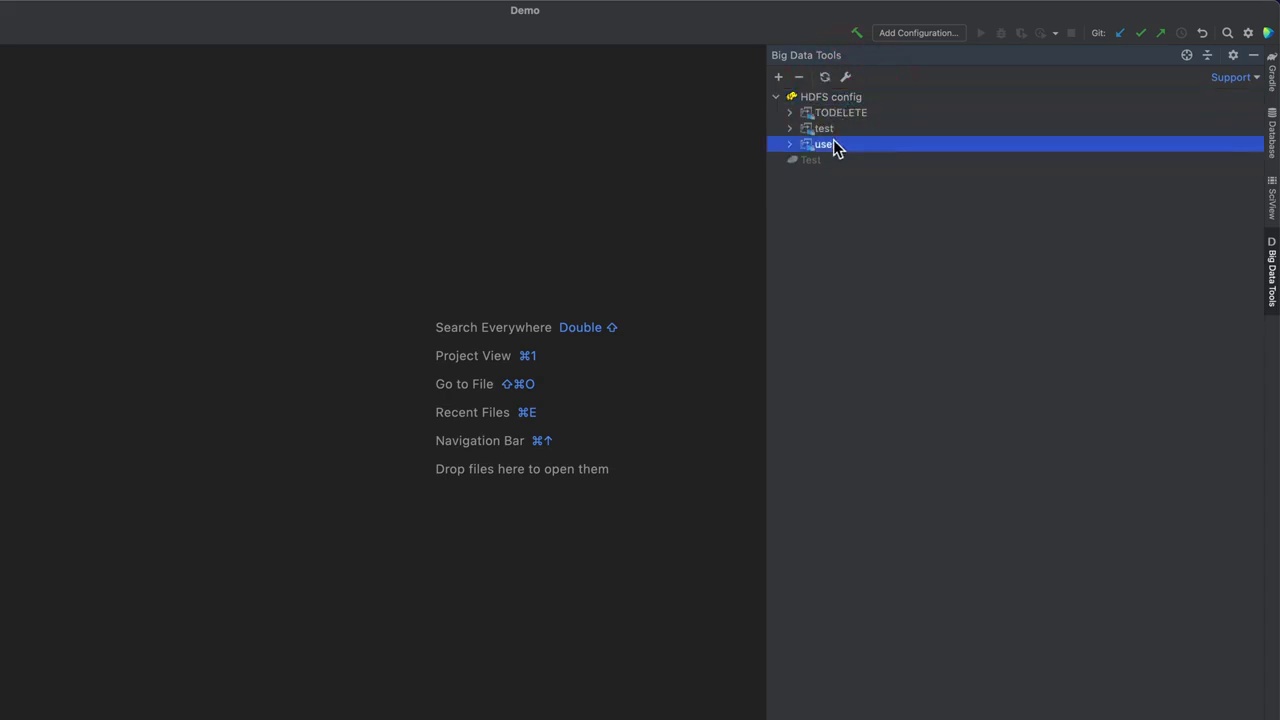 Demo
Add Configuration...
Git:
Big Data Tools
Support
HDFS config
TODELETE
test
use
Test
Search Everywhere Double ⇧
Project View ⌘1
Go to File ⇧⌘O
Recent Files ⌘E
Navigation Bar ⌘↑
Drop files here to open them
Gradle
Database
SciView
D Big Data Tools